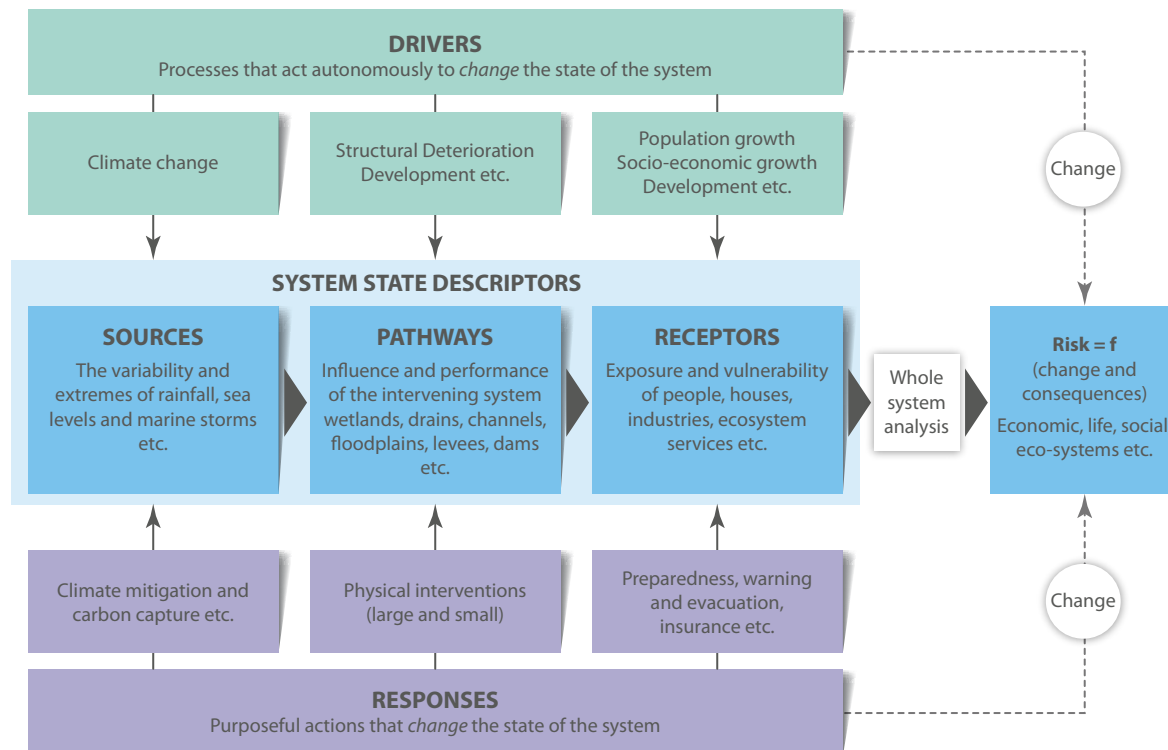 DRIVERS
Processes that act autonomously to change the state of the system
Climate change
Structural Deterioration
Development etc.
Population growth
Socio-economic growth
Development etc.
Change
SYSTEM STATE DESCRIPTORS
SOURCES
The variability and
extremes of rainfall, sea
levels and marine storms
etc.
PATHWAYS
Influence and performance
of the intervening system
wetlands, drains, channels,
floodplains, levees, dams
etc.
RECEPTORS
Exposure and vulnerability
of people, houses,
industries, ecosystem
services etc.
Whole
system
analysis
Risk = f
(change and
consequences)
Economic, life, social,
eco-systems etc.
Climate mitigation and
carbon capture etc.
Physical interventions
(large and small)
Preparedness, warning
and evacuation,
insurance etc.
Change
RESPONSES
Purposeful actions that change the state of the system